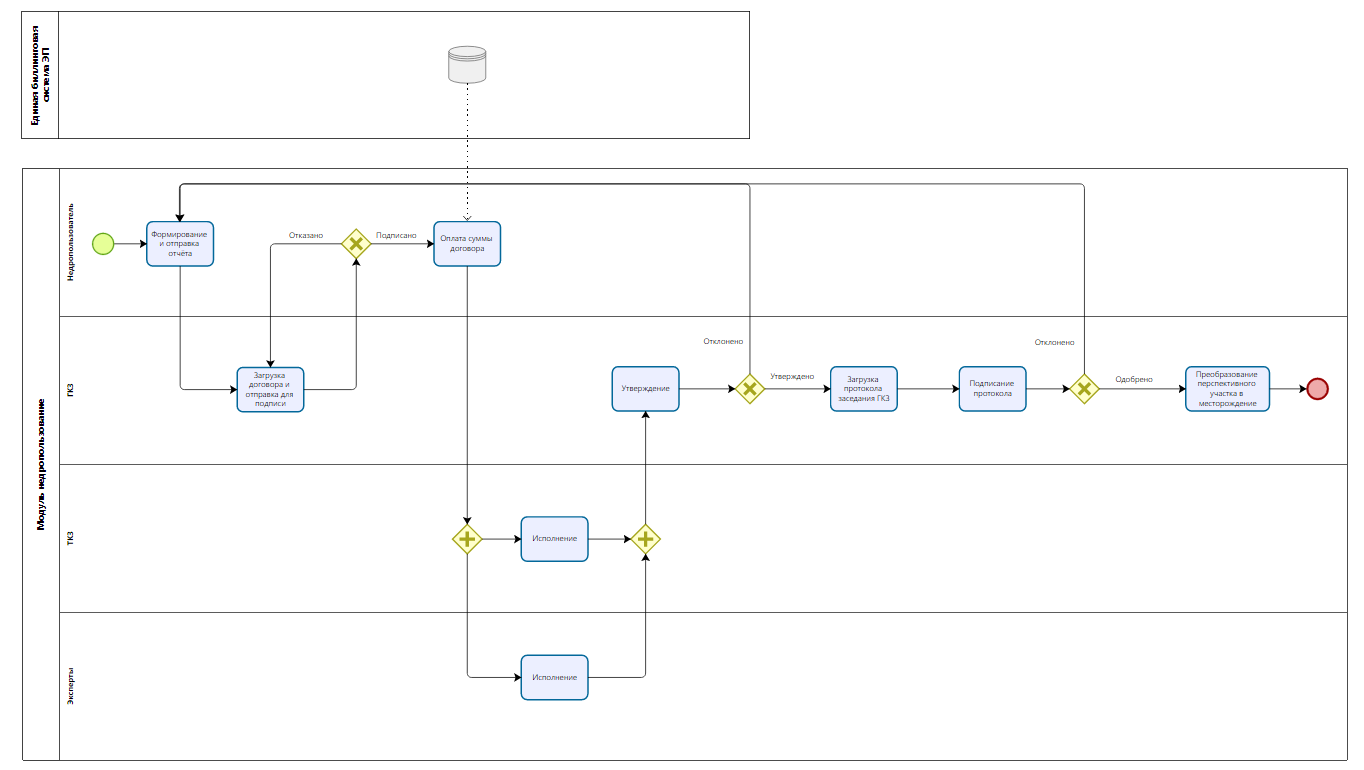 Единая биллинговая
система ЭП
Модуль недропользование
Недропользователь
Формирование
и отправка
отчёта
Отказано
Подписано
Оплата суммы
договора
ГКЗ
Загрузка
договора и
отправка для
подписи
Утверждение
Отклонено
Утверждено
Загрузка
протокола
заседания ГКЗ
Подписание
протокола
Отклонено
Одобрено
Преобразование
перспективного
участка в
месторождение
ТКЗ
Исполнение
Эксперты
Исполнение